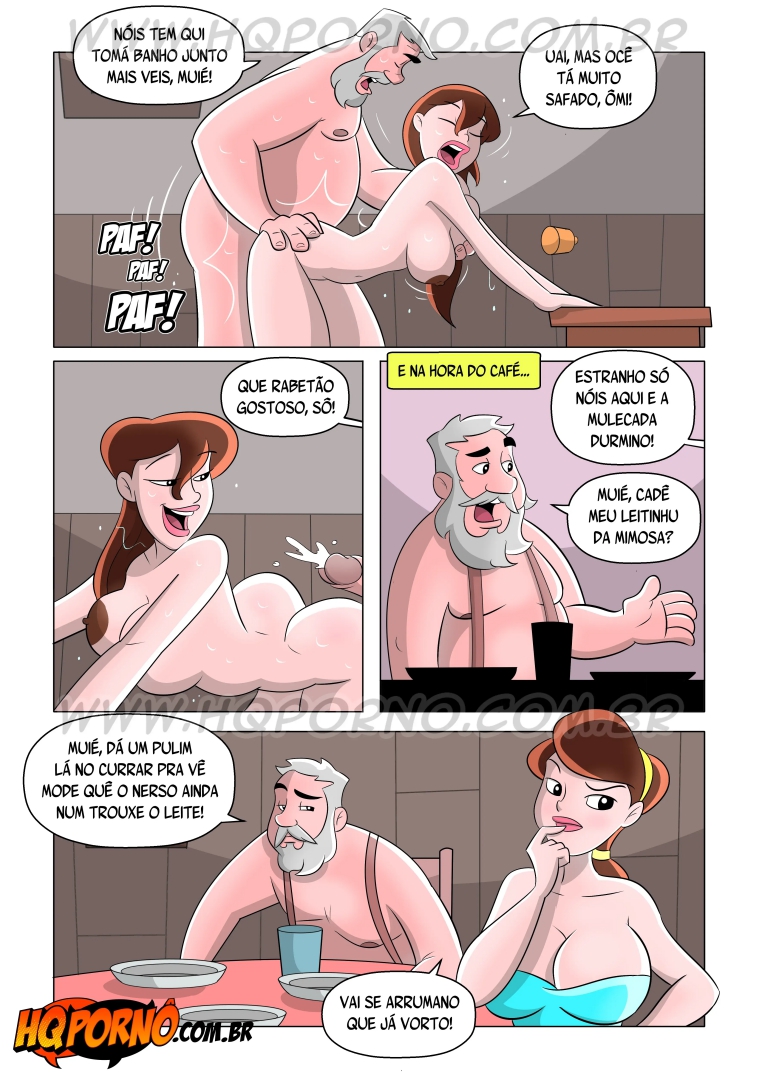 WWW.HQPORNO.COM.BR
NÓIS TEM QUI
TOMÁ BANHO JUNTO
MAIS VEIS, MUIÉ!
UAI, MAS OCÊ
TÁ MUITO
SAFADO, ÔMI!
PAF!
PAF!
PAF!
QUE RABETÃO
GOSTOSO, SÔ!
E NA HORA DO CAFÉ...
ESTRANHO SÓ
NÓIS AQUI E A
MULECADA
DURMINO!
MUIÉ, CADÊ
MEU LEITINHU
DA MIMOSA?
WWW.HQPORNO.COM.BR
MUIÉ, DÁ UM PULIM
LÁ NO CURRAR PRA VÊ
MODE QUÊ O NERSO AINDA
NUM TROUXE O LEITE!
VAI SE ARRUMANO
QUE JÁ VORTO!
HQPORNÔ.COM.BR